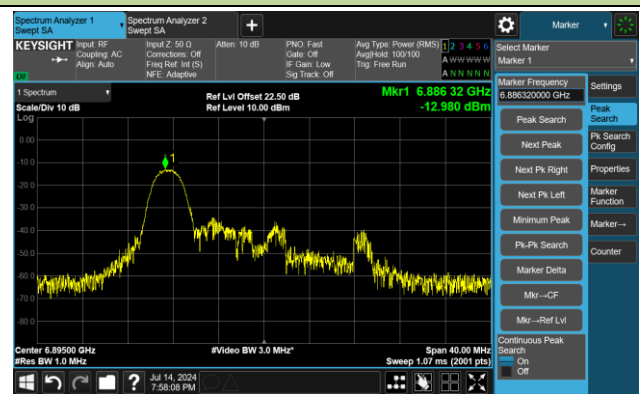 Spectrum Analyzer 1
Swept SA
Spectrum Analyzer 2
Swept SA
+
Marker
KEYSIGHT
Input: RF
Coupling: AC
Align: Auto
Input Z: 50 Ω
Corrections: Off
Freq Ref: Int (S)
NFE: Adaptive
Atten: 10 dB
PNO: Fast
Gate: Off
IF Gain: Low
Sig Track: Off
Avg Type: Power (RMS)
Avg|Hold: 100/100
Trig: Free Run
1 2 3 4 5 6
A W W W W W
A N N N N N
Select Marker
Marker 1
1 Spectrum
Scale/Div 10 dB
Log
Ref Lvl Offset 22.50 dB
Ref Level 10.00 dBm
Mkr1 6.886 32 GHz
-12.980 dBm
0.00
-10.0
-20.0
-30.0
-40.0
-50.0
-60.0
-70.0
-80.0
1
Center 6.89500 GHz
#Res BW 1.0 MHz
#Video BW 3.0 MHz*
Span 40.00 MHz
Sweep 1.07 ms (2001 pts)
Marker Frequency
6.886320000 GHz
Peak Search
Next Peak
Next Pk Right
Next Pk Left
Minimum Peak
Pk-Pk Search
Marker Delta
Mkr→CF
Mkr→Ref Lvl
Continuous Peak
Search
On
Off
Settings
Peak
Search
Pk Search
Config
Properties
Marker
Function
Marker→
Counter
?
Jul 14, 2024
7:58:08 PM